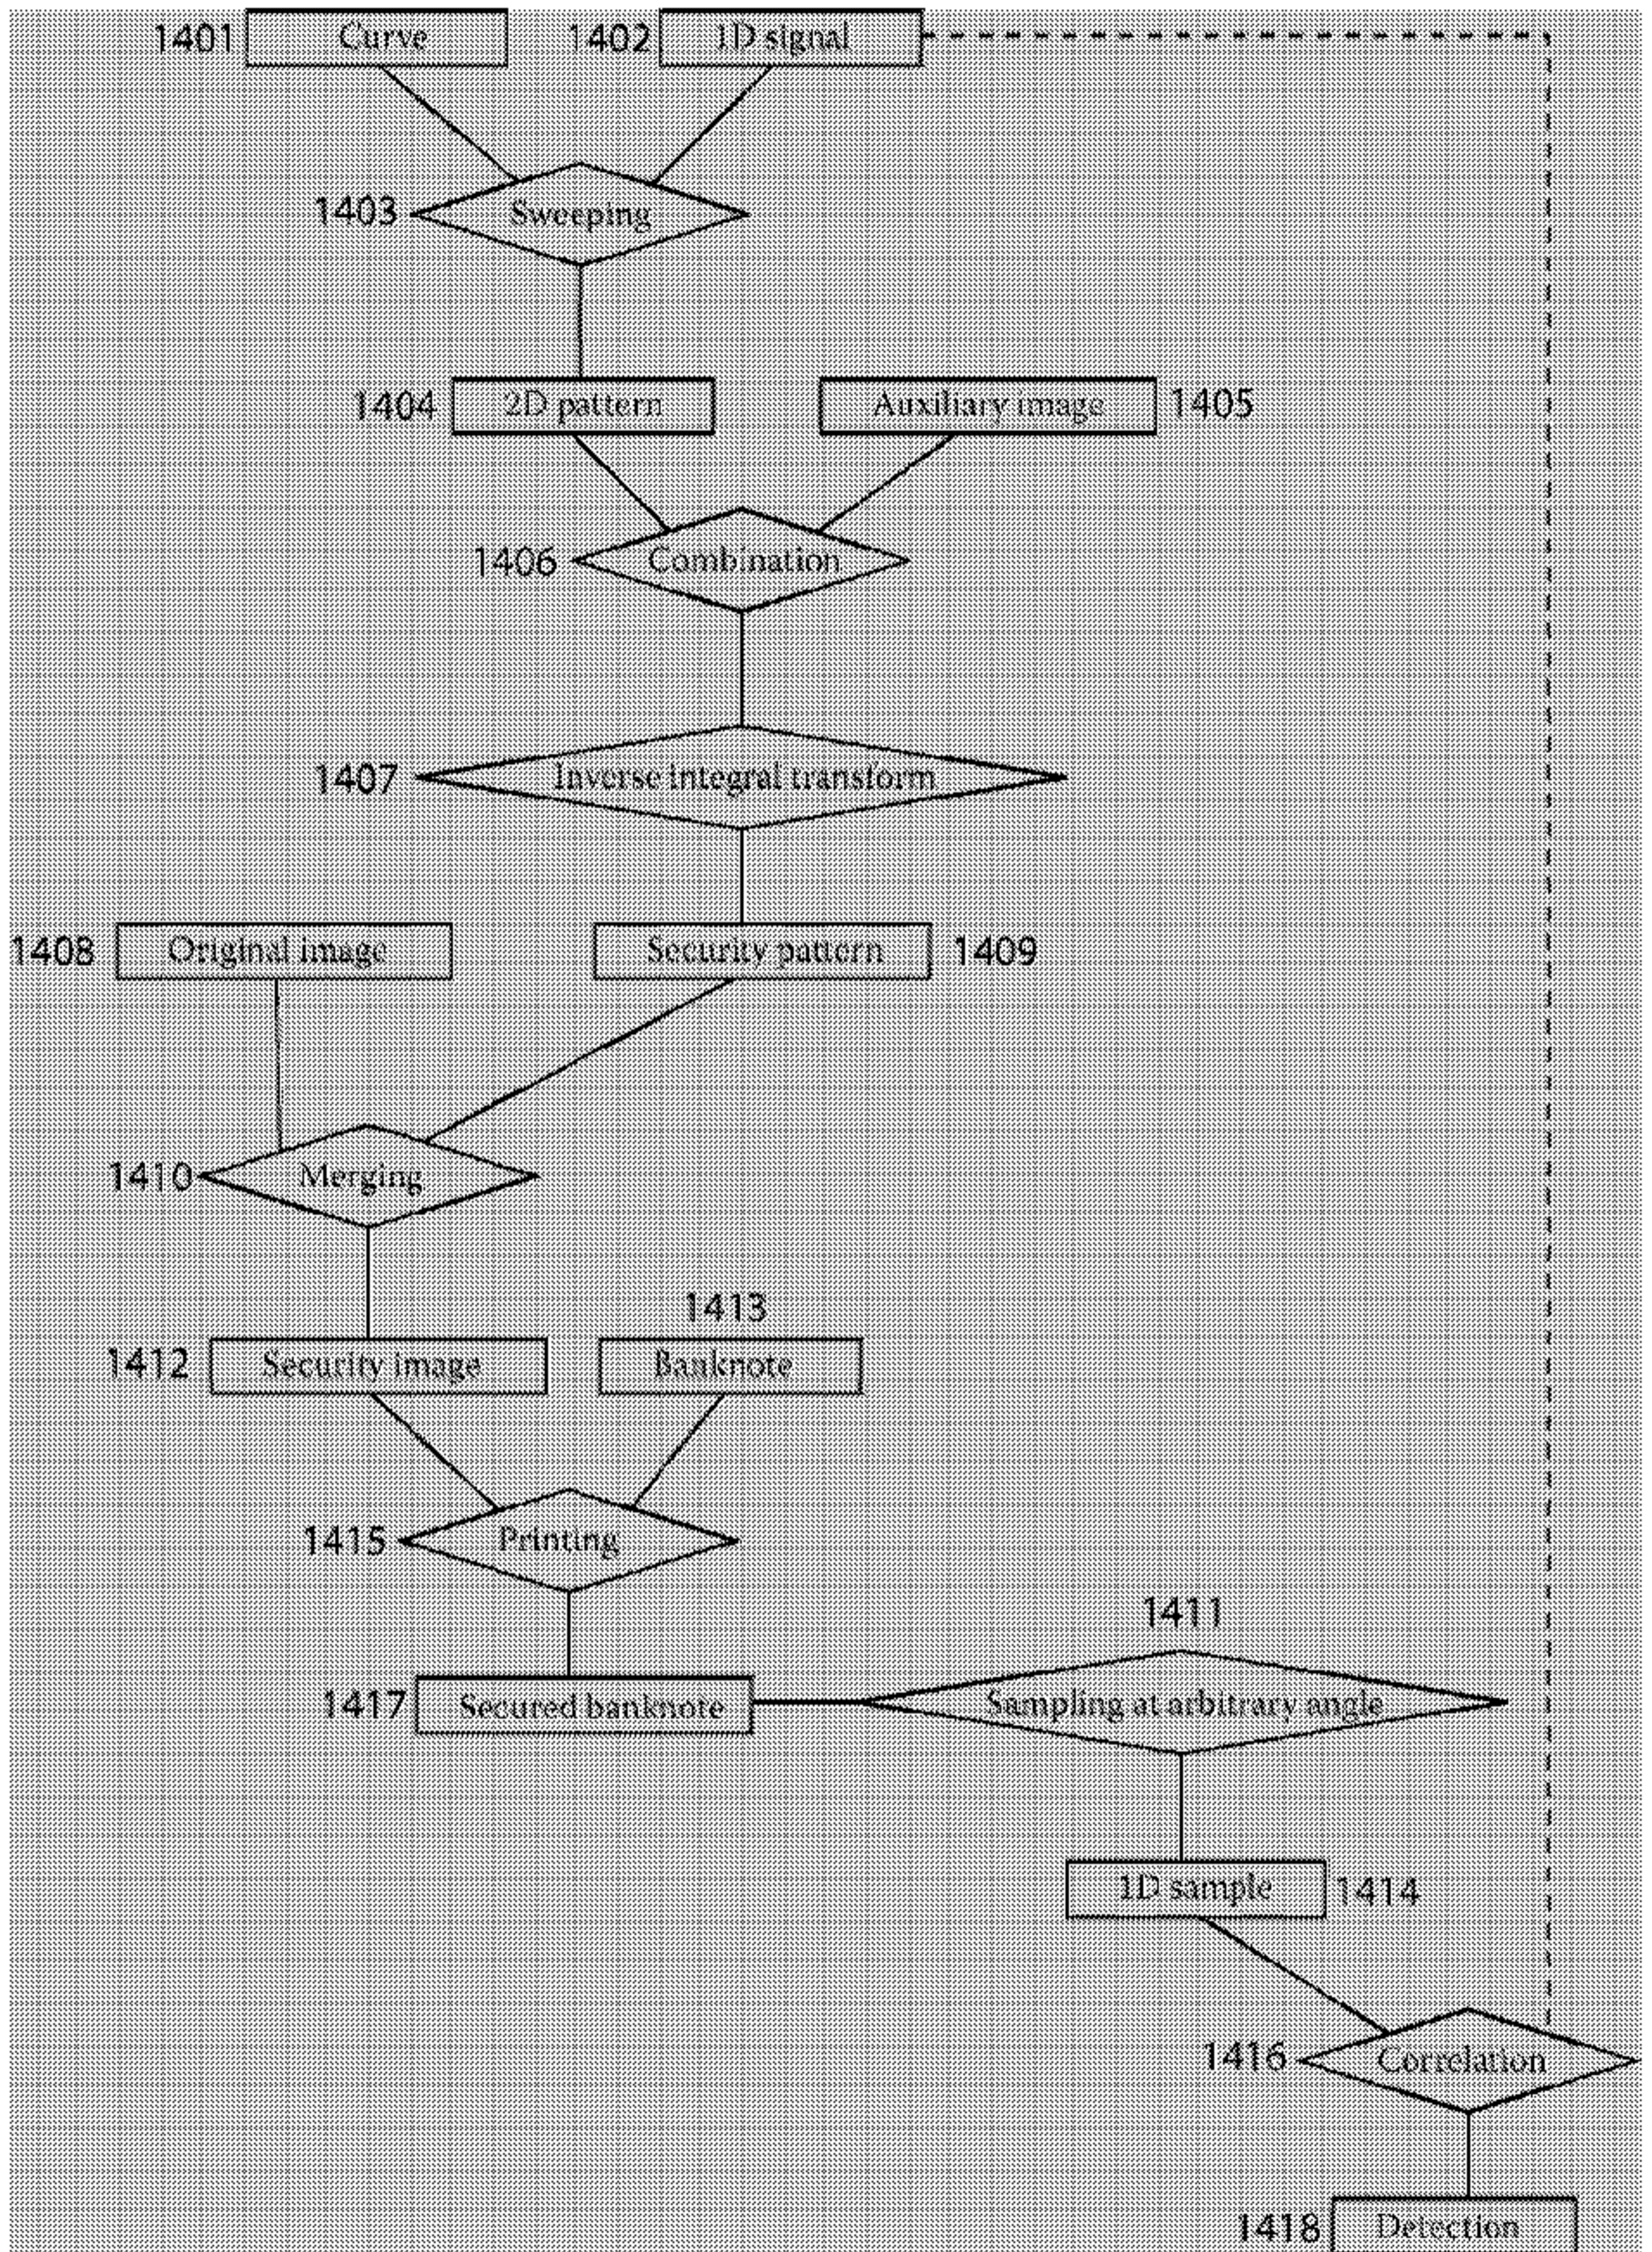 1401 Curve 1402 1D signal
1403 Sweeping
1404 2D pattern Auxiliary image 1405
1406 Combination
1407 Inverse integral transform
1408 Original image Security pattern 1409
1410 Merging
1413
1412 Security image Banknote
1415 Printing
1411
1417 Secured banknote Sampling at arbitrary angle
1D sample 1414
1416 Correlation
1418 Detection